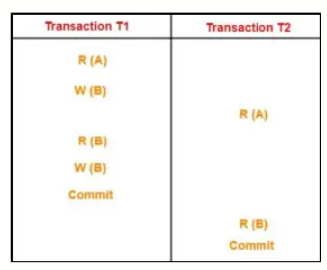 Transaction T1 Transaction T2
R (A)
W (B)
R (A)
R (B)
W (B)
Commit
R (B)
Commit